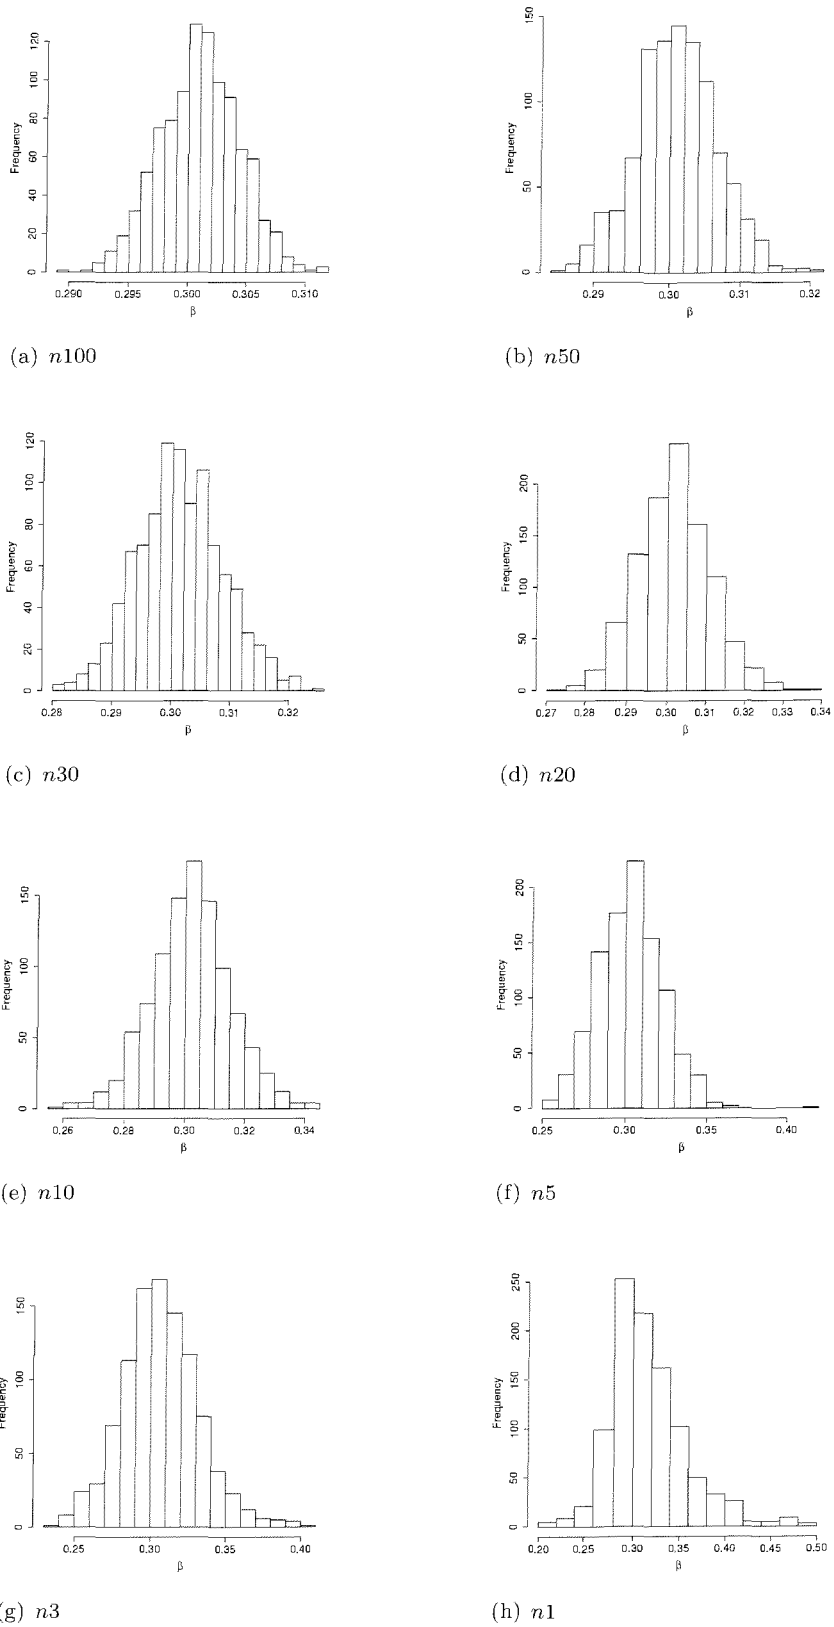 Frequency
0 20 40 60 80 100 120
0.290 0.295 0.300 0.305 0.310
β
(a) n100
Frequency
0 50 100 150
0.29 0.30 0.31 0.32
β
(b) n50
Frequency
0 20 40 60 80 100 120
0.28 0.29 0.30 0.31 0.32
β
(c) n30
Frequency
0 50 100 150 200
0.27 0.28 0.29 0.30 0.31 0.32 0.33 0.34
β
(d) n20
Frequency
0 50 100 150
0.26 0.28 0.30 0.32 0.34
β
(e) n10
Frequency
0 50 100 150 200
0.25 0.30 0.35 0.40
β
(f) n5
Frequency
0 50 100 150
0.25 0.30 0.35 0.40
β
(g) n3
Frequency
0 50 100 150 200 250
0.20 0.25 0.30 0.35 0.40 0.45 0.50
β
(h) n1